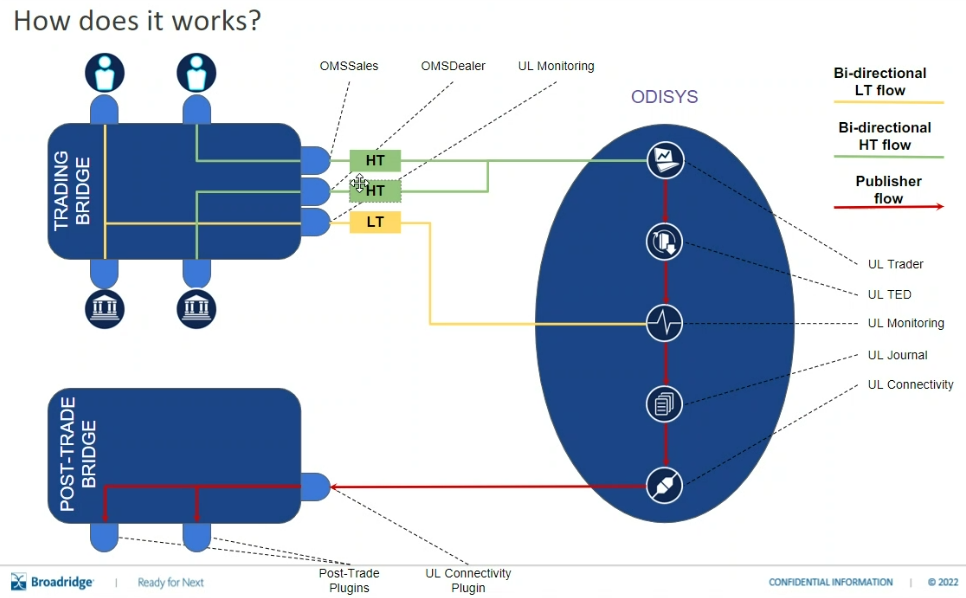 How does it works?
OMSSales
OMSDealer
UL Monitoring
ODISYS
Bi-directional
LT flow
Bi-directional
HT flow
Publisher
flow
TRADING
BRIDGE
HT
HT
LT
UL Trader
UL TED
UL Monitoring
UL Journal
UL Connectivity
POST-TRADE
BRIDGE
Post-Trade
Plugins
UL Connectivity
Plugin
Broadridge
Ready for Next
CONFIDENTIAL INFORMATION
© 2022